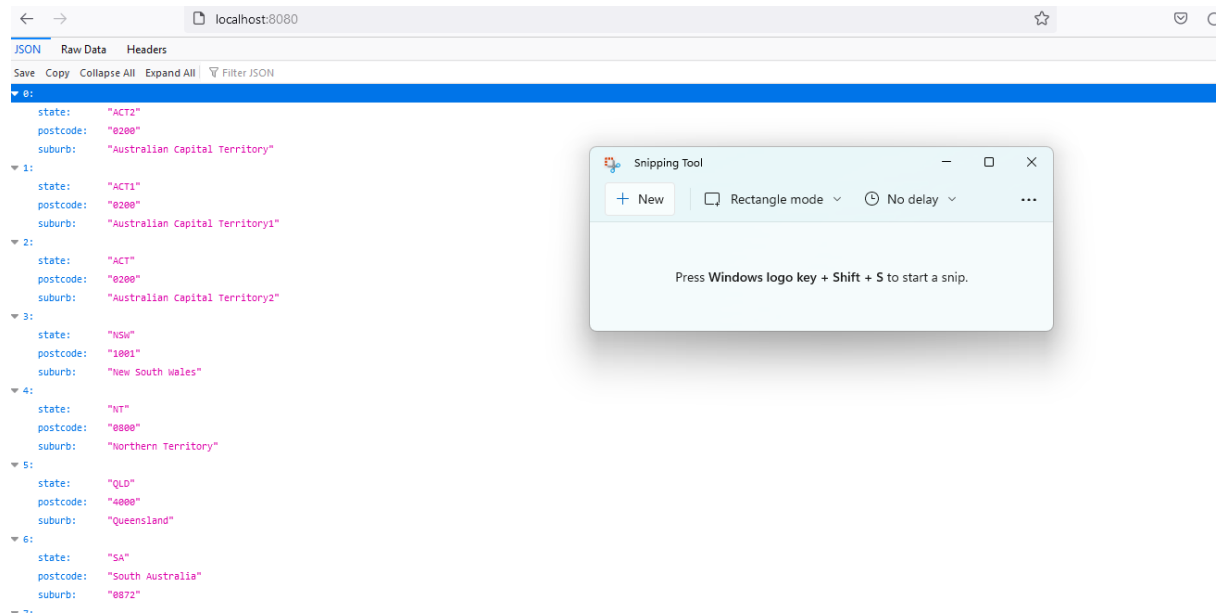 localhost:8080
JSON Raw Data Headers
Save Copy Collapse All Expand All Filter JSON
0:
state: "ACT2"
postcode: "0200"
suburb: "Australian Capital Territory"
1:
state: "ACT1"
postcode: "0200"
suburb: "Australian Capital Territory1"
2:
state: "ACT"
postcode: "0200"
suburb: "Australian Capital Territory2"
3:
state: "NSW"
postcode: "1001"
suburb: "New South Wales"
4:
state: "NT"
postcode: "0800"
suburb: "Northern Territory"
5:
state: "QLD"
postcode: "4000"
suburb: "Queensland"
6:
state: "SA"
postcode: "South Australia"
suburb: "0872"
7:
Snipping Tool
New Rectangle mode No delay
Press Windows logo key + Shift + S to start a snip.